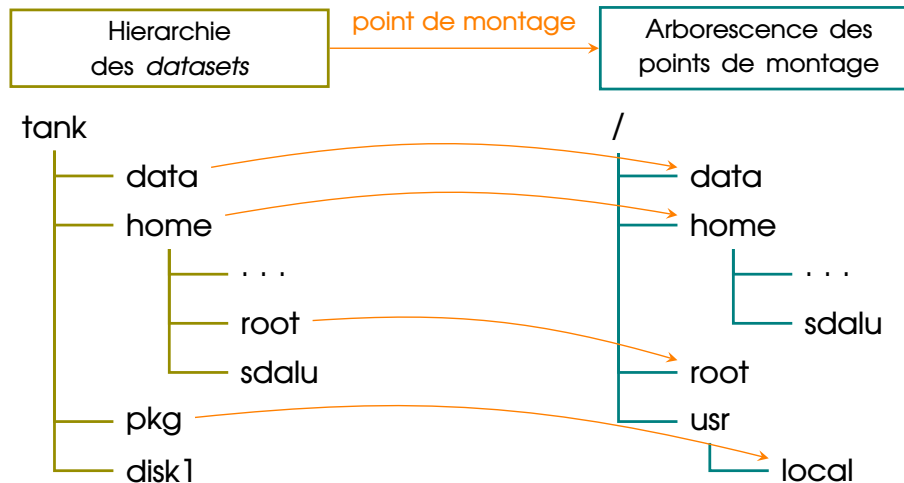 Hierarchie
des datasets
point de montage
Arborescence des
points de montage
tank
data
home
. . .
root
sdalu
pkg
disk1
/
data
home
. . .
sdalu
root
usr
local